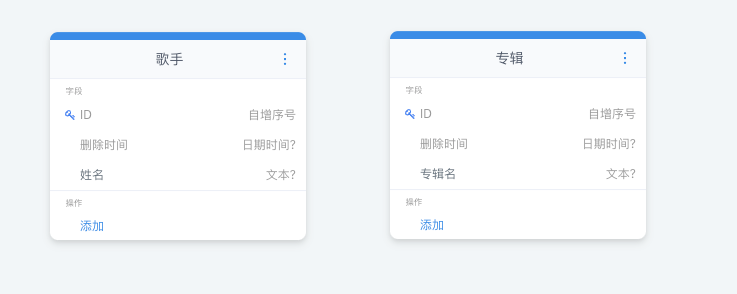 歌手
字段
ID 自增序号
删除时间 日期时间?
姓名 文本?
操作
添加
专辑
字段
ID 自增序号
删除时间 日期时间?
专辑名 文本?
操作
添加